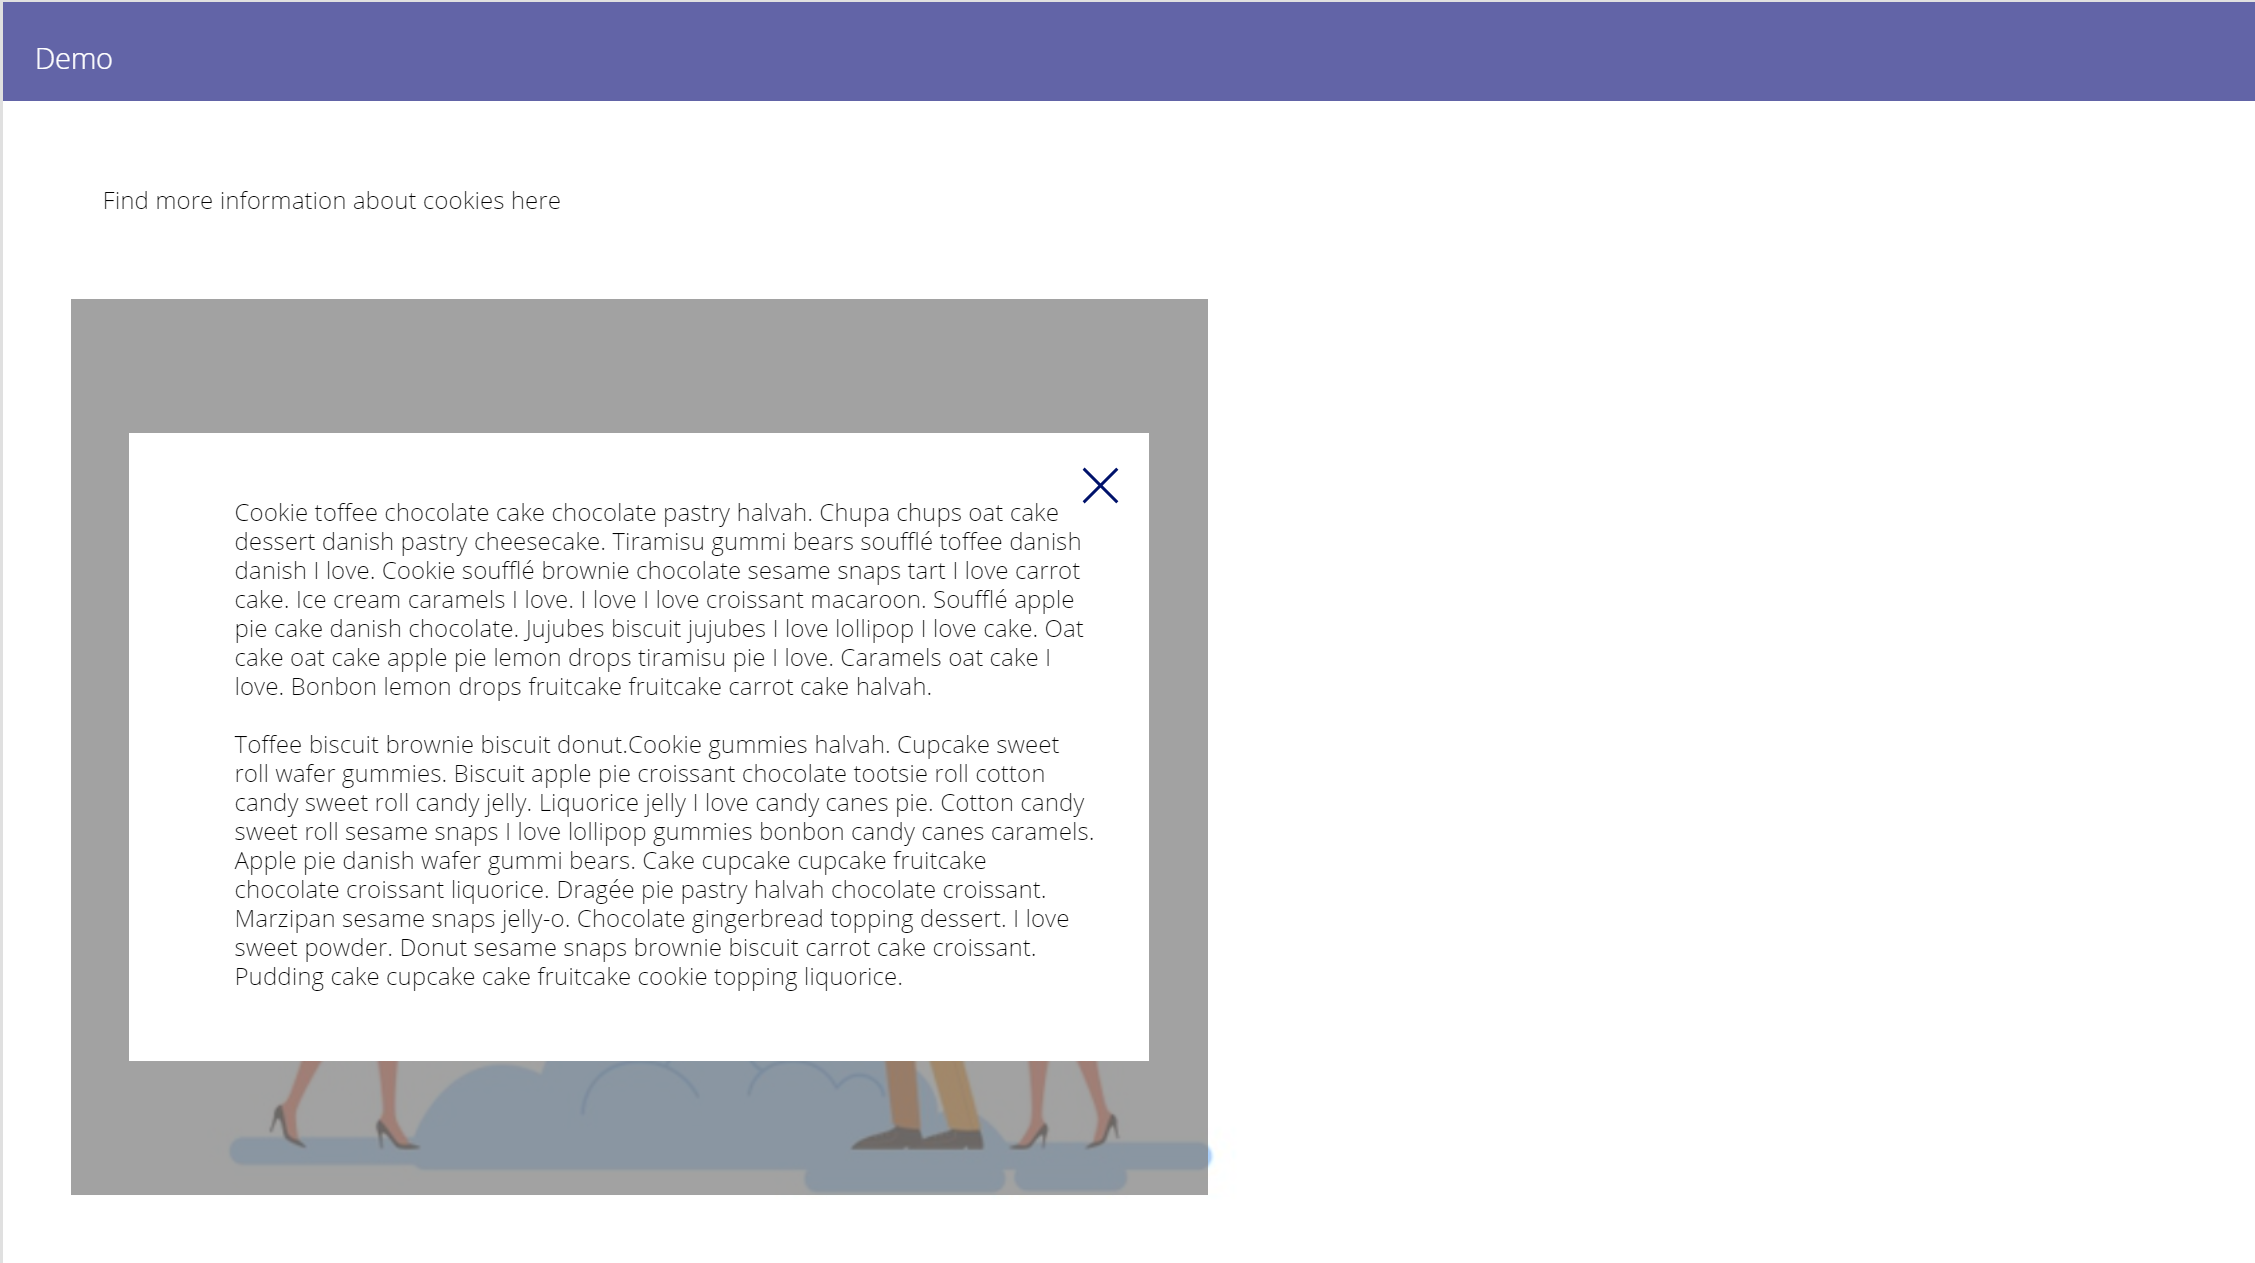 Demo
Find more information about cookies here
Cookie toffee chocolate cake chocolate pastry halvah. Chupa chups oat cake
dessert danish pastry cheesecake. Tiramisu gummi bears soufflé toffee danish
danish I love. Cookie soufflé brownie chocolate sesame snaps tart I love carrot
cake. Ice cream caramels I love. I love I love croissant macaroon. Soufflé apple
pie cake danish chocolate. Jujubes biscuit jujubes I love lollipop I love cake. Oat
cake oat cake apple pie lemon drops tiramisu pie I love. Caramels oat cake I
love. Bonbon lemon drops fruitcake fruitcake carrot cake halvah.
Toffee biscuit brownie biscuit donut.Cookie gummies halvah. Cupcake sweet
roll wafer gummies. Biscuit apple pie croissant chocolate tootsie roll cotton
candy sweet roll candy jelly. Liquorice jelly I love candy canes pie. Cotton candy
sweet roll sesame snaps I love lollipop gummies bonbon candy canes caramels.
Apple pie danish wafer gummi bears. Cake cupcake cupcake fruitcake
chocolate croissant liquorice. Dragée pie pastry halvah chocolate croissant.
Marzipan sesame snaps jelly-o. Chocolate gingerbread topping dessert. I love
sweet powder. Donut sesame snaps brownie biscuit carrot cake croissant.
Pudding cake cupcake cake fruitcake cookie topping liquorice.